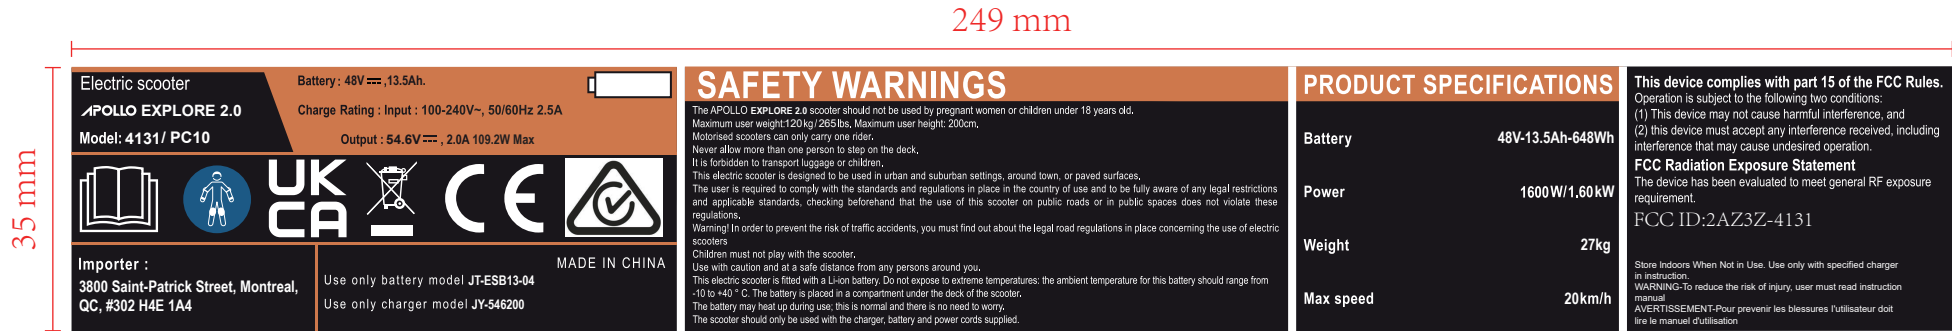 249 mm
35 mm
Electric scooter
APOLLO EXPLORE 2.0
Model: 4131/ PC10
Battery : 48V⎓ ,13.5Ah.
Charge Rating : Input : 100-240V~, 50/60Hz 2.5A
Output : 54.6V⎓ , 2.0A 109.2W Max
UK
CA
CE
Importer :
3800 Saint-Patrick Street, Montreal,
QC, #302 H4E 1A4
MADE IN CHINA
Use only battery model JT-ESB13-04
Use only charger model JY-546200
SAFETY WARNINGS
The APOLLO EXPLORE 2.0 scooter should not be used by pregnant women or children under 18 years old.
Maximum user weight:120kg/265lbs, Maximum user height: 200cm,
Motorised scooters can only carry one rider.
Never allow more than one person to step on the deck,
It is forbidden to transport luggage or children,
This electric scooter is designed to be used in urban and suburban settings, around town, or paved surfaces,
The user is required to comply with the standards and regulations in place in the country of use and to be fully aware of any legal restrictions
and applicable standards, checking beforehand that the use of this scooter on public roads or in public spaces does not violate these
regulations,
Warning! In order to prevent the risk of traffic accidents, you must find out about the legal road regulations in place concerning the use of electric
scooters
Children must not play with the scooter.
Use with caution and at a safe distance from any persons around you.
This electric scooter is fitted with a Li-ion battery. Do not expose to extreme temperatures: the ambient temperature for this battery should range from
-10 to +40 ° C. The battery is placed in a compartment under the deck of the scooter.
The battery may heat up during use; this is normal and there is no need to worry.
The scooter should only be used with the charger, battery and power cords supplied.
PRODUCT SPECIFICATIONS
Battery 48V-13.5Ah-648Wh
Power 1600W/1.60kW
Weight 27kg
Max speed 20km/h
This device complies with part 15 of the FCC Rules.
Operation is subject to the following two conditions:
(1) This device may not cause harmful interference, and
(2) this device must accept any interference received, including
interference that may cause undesired operation.
FCC Radiation Exposure Statement
The device has been evaluated to meet general RF exposure
requirement.
FCC ID:2AZ3Z-4131
Store Indoors When Not in Use. Use only with specified charger
in instruction.
WARNING-To reduce the risk of injury, user must read instruction
manual
AVERTISSEMENT-Pour prevenir les blessures l'utilisateur doit
lire le manuel d'utilisation